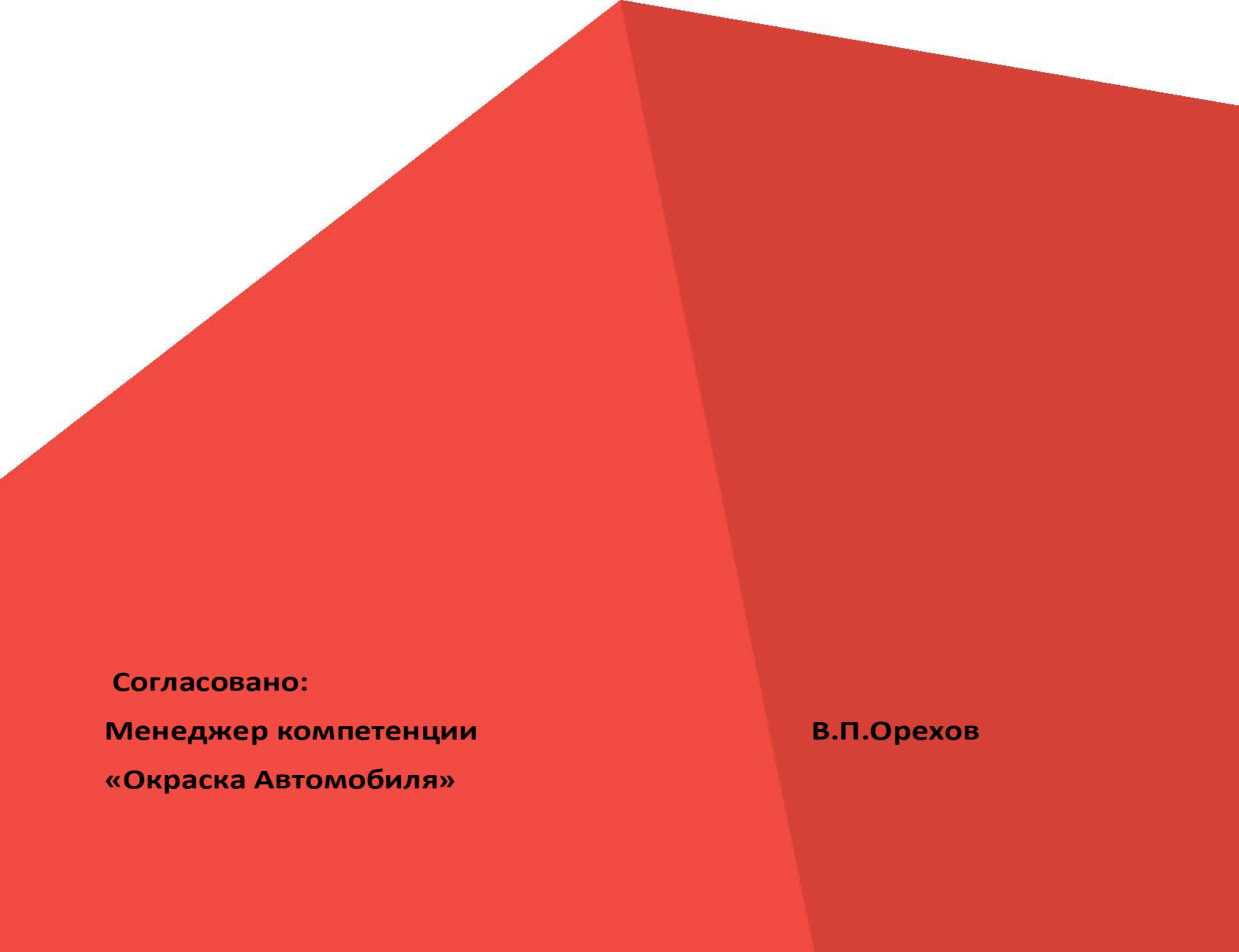 Согласовано:
Менеджер компетенции В.П.Орехов
«Окраска Автомобиля»